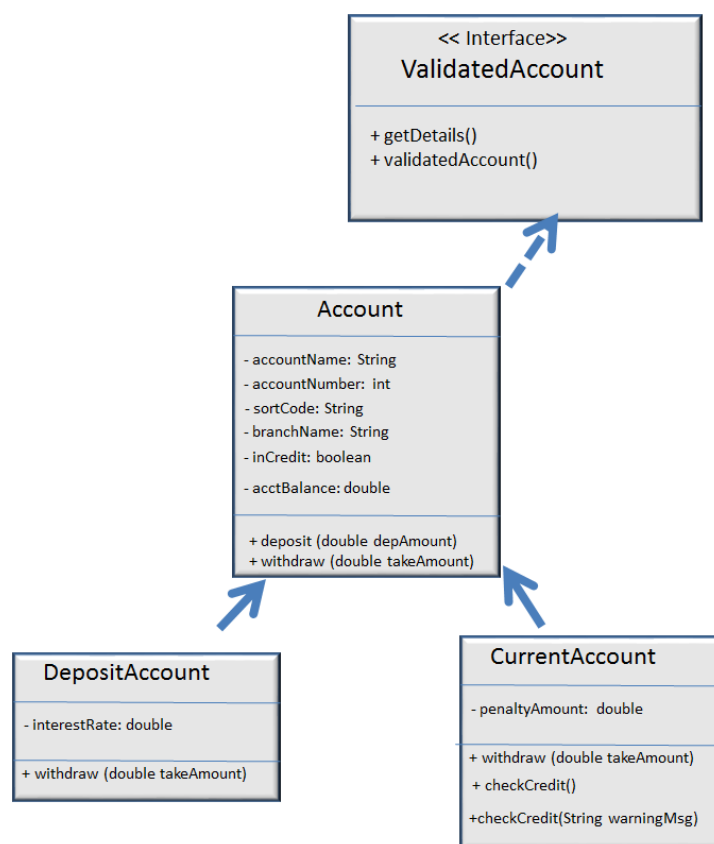 << Interface>>
ValidatedAccount
+ getDetails()
+ validatedAccount()
Account
- accountName: String
- accountNumber: int
- sortCode: String
- branchName: String
- inCredit: boolean
- acctBalance: double
+ deposit (double depAmount)
+ withdraw (double takeAmount)
DepositAccount
- interestRate: double
+ withdraw (double takeAmount)
CurrentAccount
- penaltyAmount: double
+ withdraw (double takeAmount)
+ checkCredit()
+checkCredit(String warningMsg)